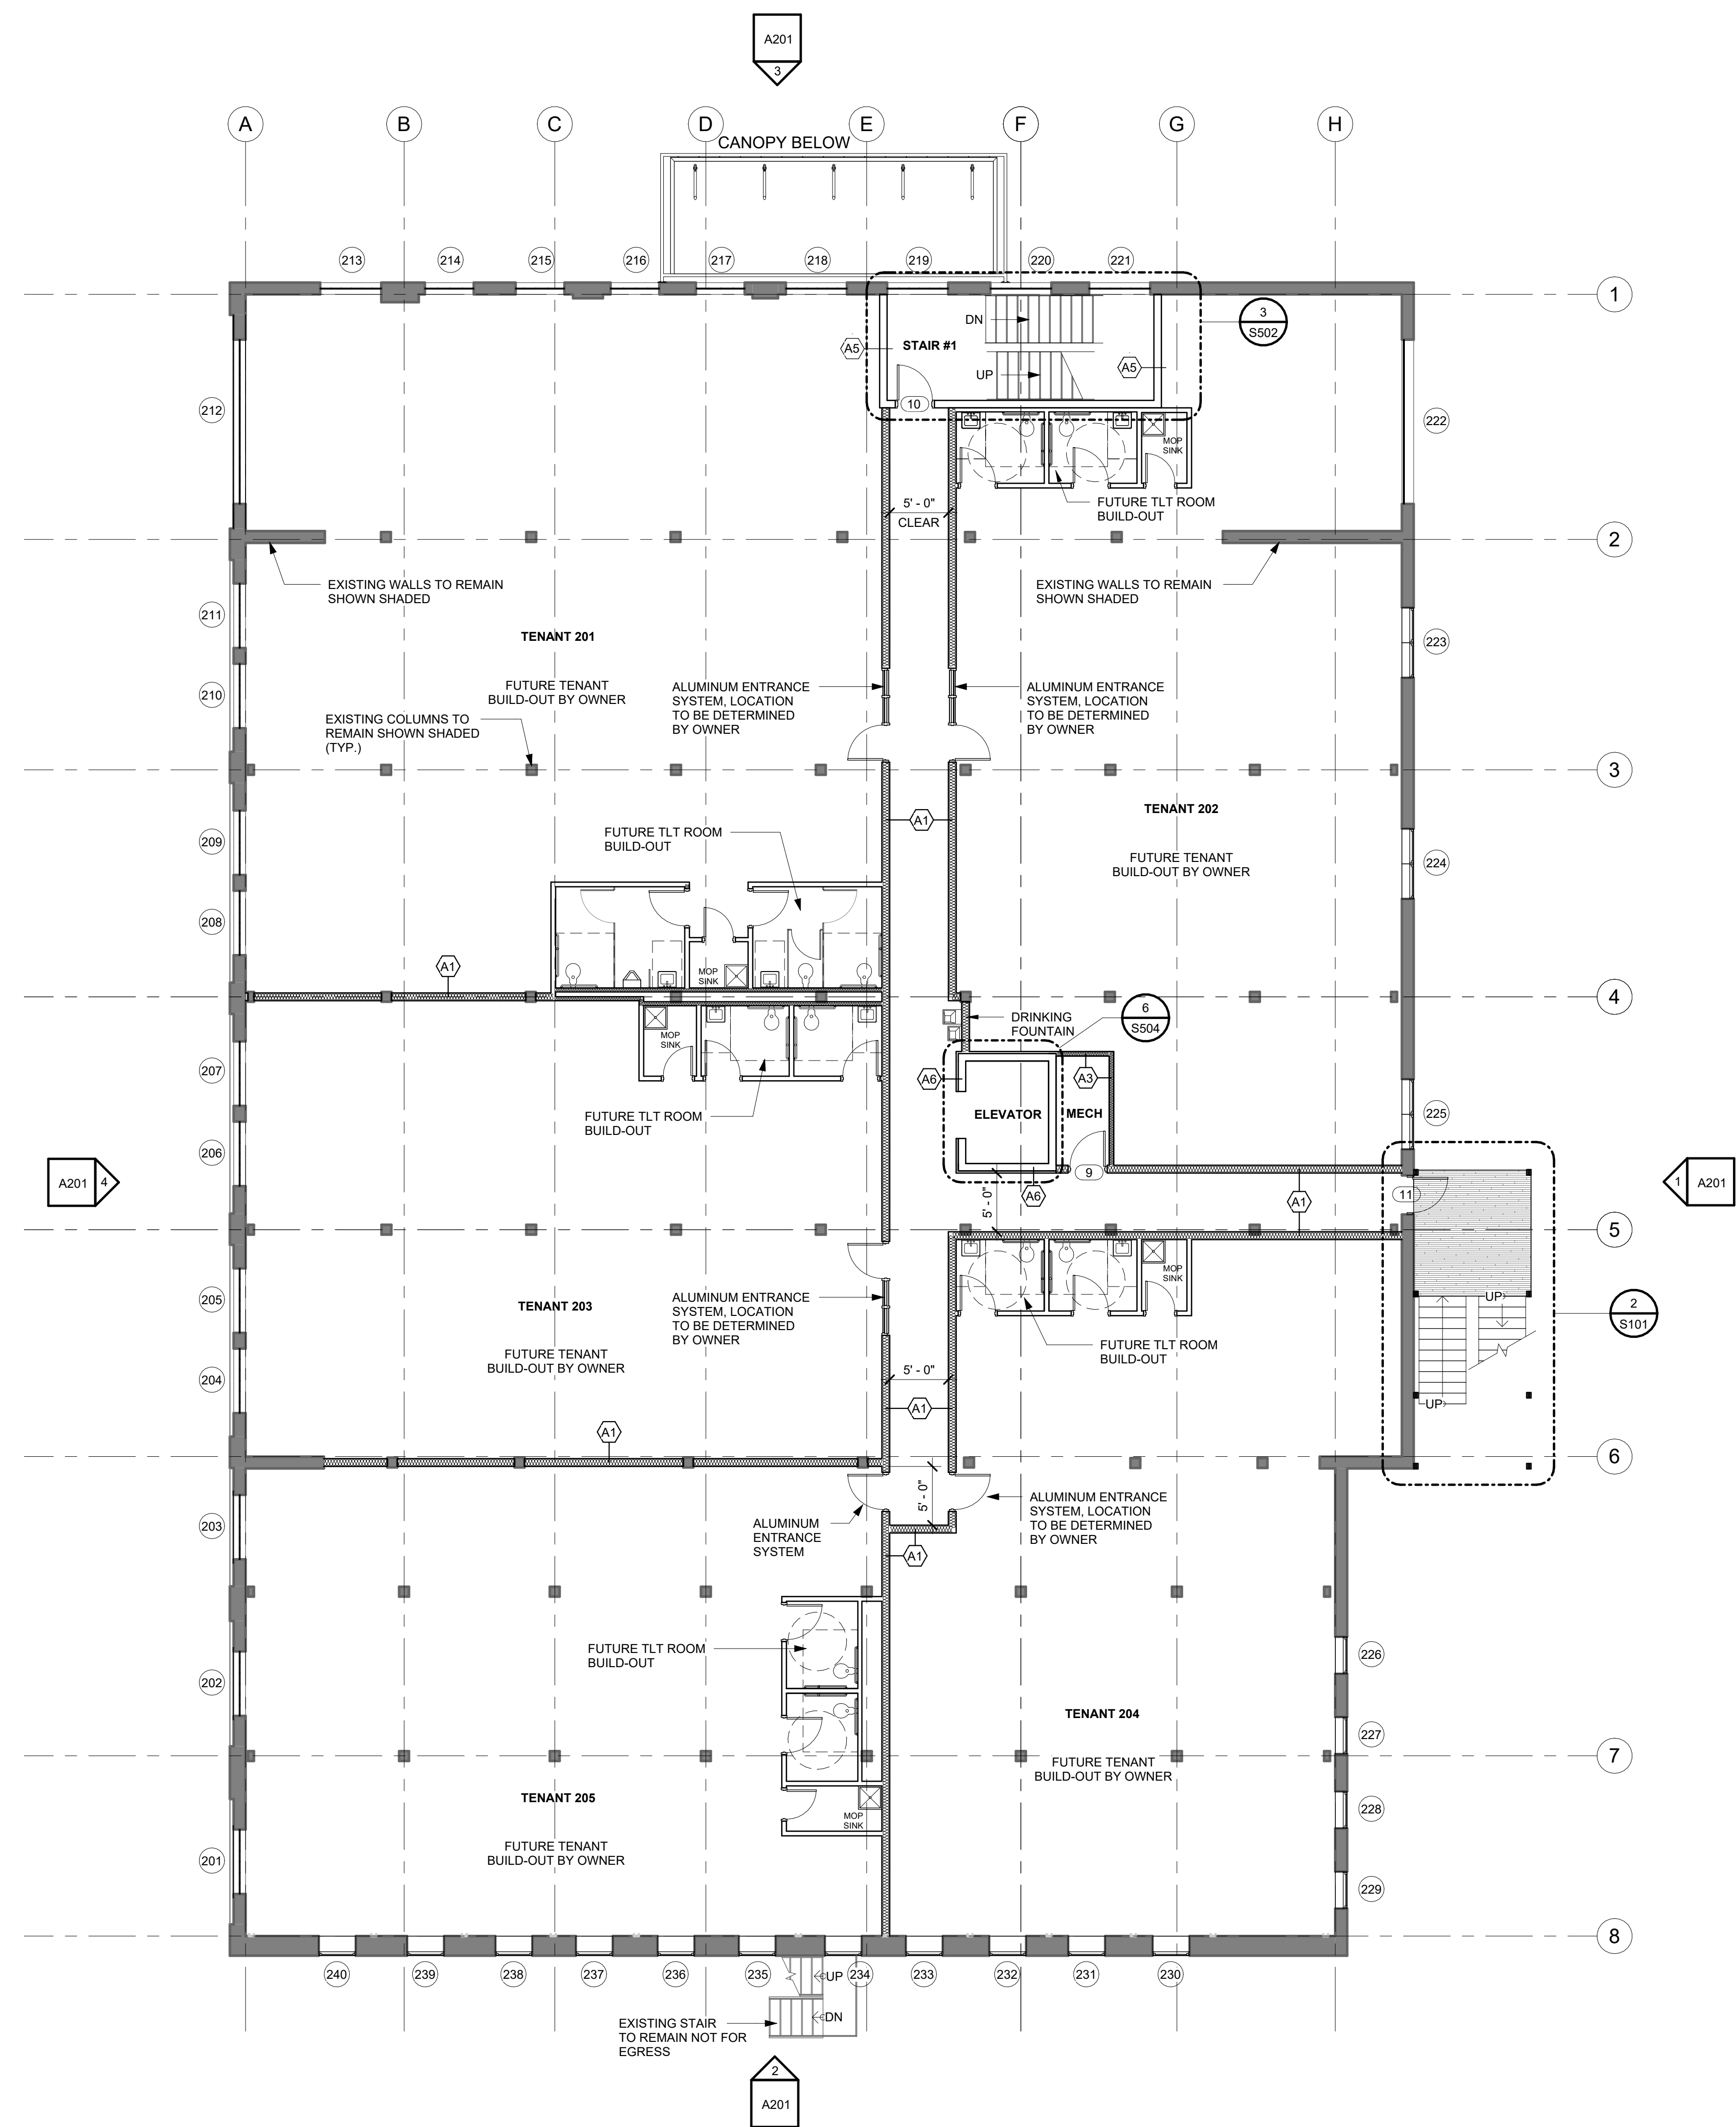 A201
3
A
B
C
D
E
F
G
H
CANOPY BELOW
213
214
215
216
217
218
219
220
221
1
3
S502
DN
STAIR #1
A5
A5
UP
10
212
222
MOP
SINK
5' - 0"
CLEAR
FUTURE TLT ROOM
BUILD-OUT
2
EXISTING WALLS TO REMAIN
SHOWN SHADED
EXISTING WALLS TO REMAIN
SHOWN SHADED
211
223
TENANT 201
210
FUTURE TENANT
BUILD-OUT BY OWNER
ALUMINUM ENTRANCE
SYSTEM, LOCATION
TO BE DETERMINED
BY OWNER
ALUMINUM ENTRANCE
SYSTEM, LOCATION
TO BE DETERMINED
BY OWNER
EXISTING COLUMNS TO
REMAIN SHOWN SHADED
(TYP.)
3
TENANT 202
A1
209
FUTURE TLT ROOM
BUILD-OUT
FUTURE TENANT
BUILD-OUT BY OWNER
224
208
A1
MOP
SINK
4
DRINKING
FOUNTAIN
6
S504
MOP
SINK
207
A6
A3
FUTURE TLT ROOM
BUILD-OUT
ELEVATOR
MECH
225
206
9
A201
4
1
A201
A6
A1
11
5' - 0"
5
MOP
SINK
205
TENANT 203
ALUMINUM ENTRANCE
SYSTEM, LOCATION
TO BE DETERMINED
BY OWNER
UP
2
S101
FUTURE TENANT
BUILD-OUT BY OWNER
FUTURE TLT ROOM
BUILD-OUT
204
5' - 0"
A1
UP
A1
6
5' - 0"
203
ALUMINUM
ENTRANCE
SYSTEM
ALUMINUM ENTRANCE
SYSTEM, LOCATION
TO BE DETERMINED
BY OWNER
A1
FUTURE TLT ROOM
BUILD-OUT
226
202
TENANT 204
227
7
FUTURE TENANT
BUILD-OUT BY OWNER
TENANT 205
MOP
SINK
228
FUTURE TENANT
BUILD-OUT BY OWNER
201
229
8
240
239
238
237
236
235
UP
234
233
232
231
230
DN
EXISTING STAIR
TO REMAIN NOT FOR
EGRESS
2
A201